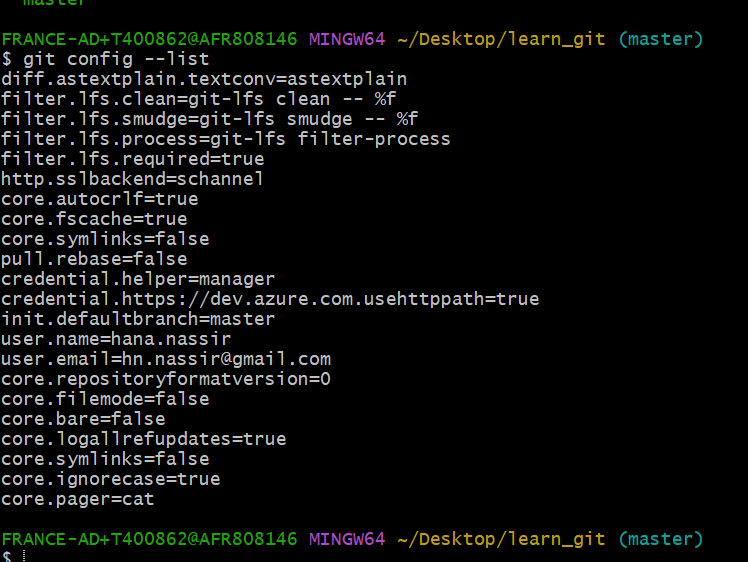 master
FRANCE-AD+T400862@AFR808146 MINGW64 ~/Desktop/learn_git (master)
$ git config --list
diff.astextplain.textconv=astextplain
filter.lfs.clean=git-lfs clean -- %f
filter.lfs.smudge=git-lfs smudge -- %f
filter.lfs.process=git-lfs filter-process
filter.lfs.required=true
http.sslbackend=schannel
core.autocrlf=true
core.fscache=true
core.symlinks=false
pull.rebase=false
credential.helper=manager
credential.https://dev.azure.com.usehttppath=true
init.defaultbranch=master
user.name=hana.nassir
user.email=hn.nassir@gmail.com
core.repositoryformatversion=0
core.filemode=false
core.bare=false
core.logallrefupdates=true
core.symlinks=false
core.ignorecase=true
core.pager=cat
FRANCE-AD+T400862@AFR808146 MINGW64 ~/Desktop/learn_git (master)
$